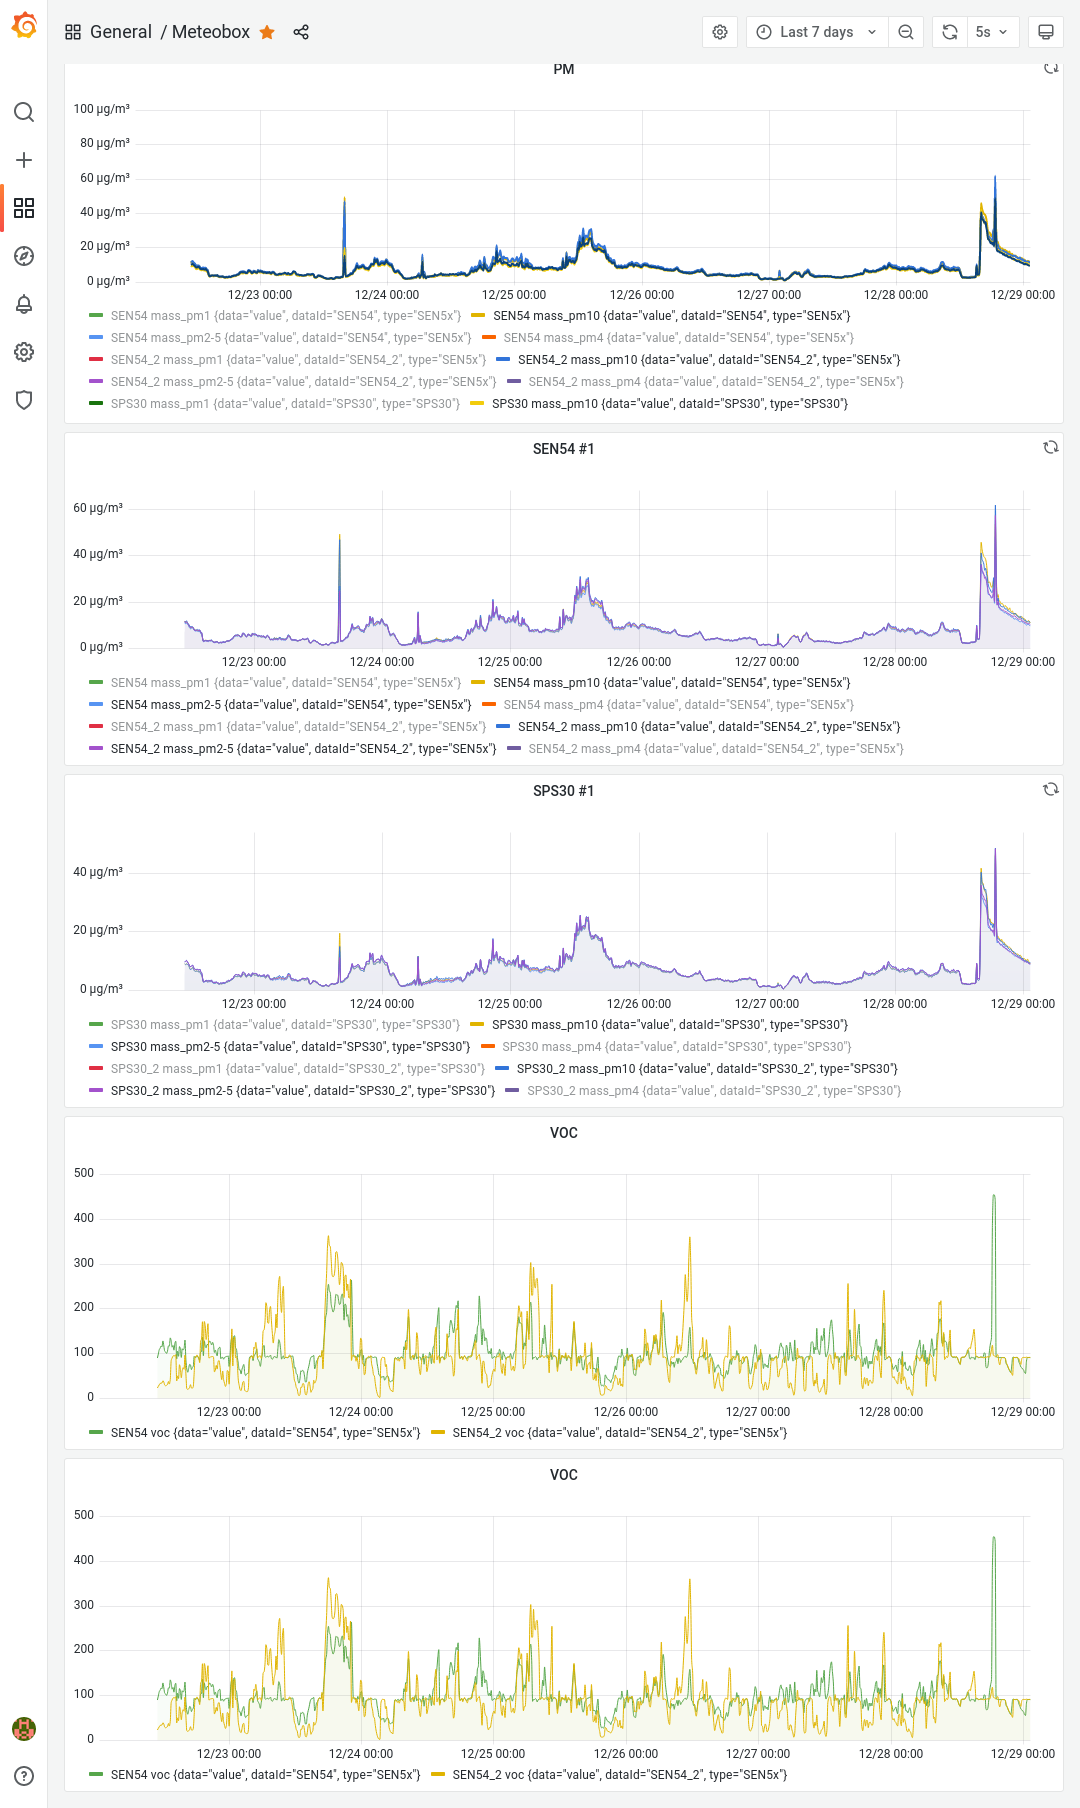 General / Meteobox
Last 7 days
5s
PM
100 µg/m³
80 µg/m³
60 µg/m³
40 µg/m³
20 µg/m³
0 µg/m³
12/23 00:00 12/24 00:00 12/25 00:00 12/26 00:00 12/27 00:00 12/28 00:00 12/29 00:00
SEN54 mass_pm1 {data="value", dataId="SEN54", type="SEN5x"} SEN54 mass_pm10 {data="value", dataId="SEN54", type="SEN5x"}
SEN54 mass_pm2-5 {data="value", dataId="SEN54", type="SEN5x"} SEN54 mass_pm4 {data="value", dataId="SEN54", type="SEN5x"}
SEN54_2 mass_pm1 {data="value", dataId="SEN54_2", type="SEN5x"} SEN54_2 mass_pm10 {data="value", dataId="SEN54_2", type="SEN5x"}
SEN54_2 mass_pm2-5 {data="value", dataId="SEN54_2", type="SEN5x"} SEN54_2 mass_pm4 {data="value", dataId="SEN54_2", type="SEN5x"}
SPS30 mass_pm1 {data="value", dataId="SPS30", type="SPS30"} SPS30 mass_pm10 {data="value", dataId="SPS30", type="SPS30"}
SEN54 #1
60 µg/m³
40 µg/m³
20 µg/m³
0 µg/m³
12/23 00:00 12/24 00:00 12/25 00:00 12/26 00:00 12/27 00:00 12/28 00:00 12/29 00:00
SEN54 mass_pm1 {data="value", dataId="SEN54", type="SEN5x"} SEN54 mass_pm10 {data="value", dataId="SEN54", type="SEN5x"}
SEN54 mass_pm2-5 {data="value", dataId="SEN54", type="SEN5x"} SEN54 mass_pm4 {data="value", dataId="SEN54", type="SEN5x"}
SEN54_2 mass_pm1 {data="value", dataId="SEN54_2", type="SEN5x"} SEN54_2 mass_pm10 {data="value", dataId="SEN54_2", type="SEN5x"}
SEN54_2 mass_pm2-5 {data="value", dataId="SEN54_2", type="SEN5x"} SEN54_2 mass_pm4 {data="value", dataId="SEN54_2", type="SEN5x"}
SPS30 #1
40 µg/m³
20 µg/m³
0 µg/m³
12/23 00:00 12/24 00:00 12/25 00:00 12/26 00:00 12/27 00:00 12/28 00:00 12/29 00:00
SPS30 mass_pm1 {data="value", dataId="SPS30", type="SPS30"} SPS30 mass_pm10 {data="value", dataId="SPS30", type="SPS30"}
SPS30 mass_pm2-5 {data="value", dataId="SPS30", type="SPS30"} SPS30 mass_pm4 {data="value", dataId="SPS30", type="SPS30"}
SPS30_2 mass_pm1 {data="value", dataId="SPS30_2", type="SPS30"} SPS30_2 mass_pm10 {data="value", dataId="SPS30_2", type="SPS30"}
SPS30_2 mass_pm2-5 {data="value", dataId="SPS30_2", type="SPS30"} SPS30_2 mass_pm4 {data="value", dataId="SPS30_2", type="SPS30"}
VOC
500
400
300
200
100
0
12/23 00:00 12/24 00:00 12/25 00:00 12/26 00:00 12/27 00:00 12/28 00:00 12/29 00:00
SEN54 voc {data="value", dataId="SEN54", type="SEN5x"} SEN54_2 voc {data="value", dataId="SEN54_2", type="SEN5x"}
VOC
500
400
300
200
100
0
12/23 00:00 12/24 00:00 12/25 00:00 12/26 00:00 12/27 00:00 12/28 00:00 12/29 00:00
SEN54 voc {data="value", dataId="SEN54", type="SEN5x"} SEN54_2 voc {data="value", dataId="SEN54_2", type="SEN5x"}